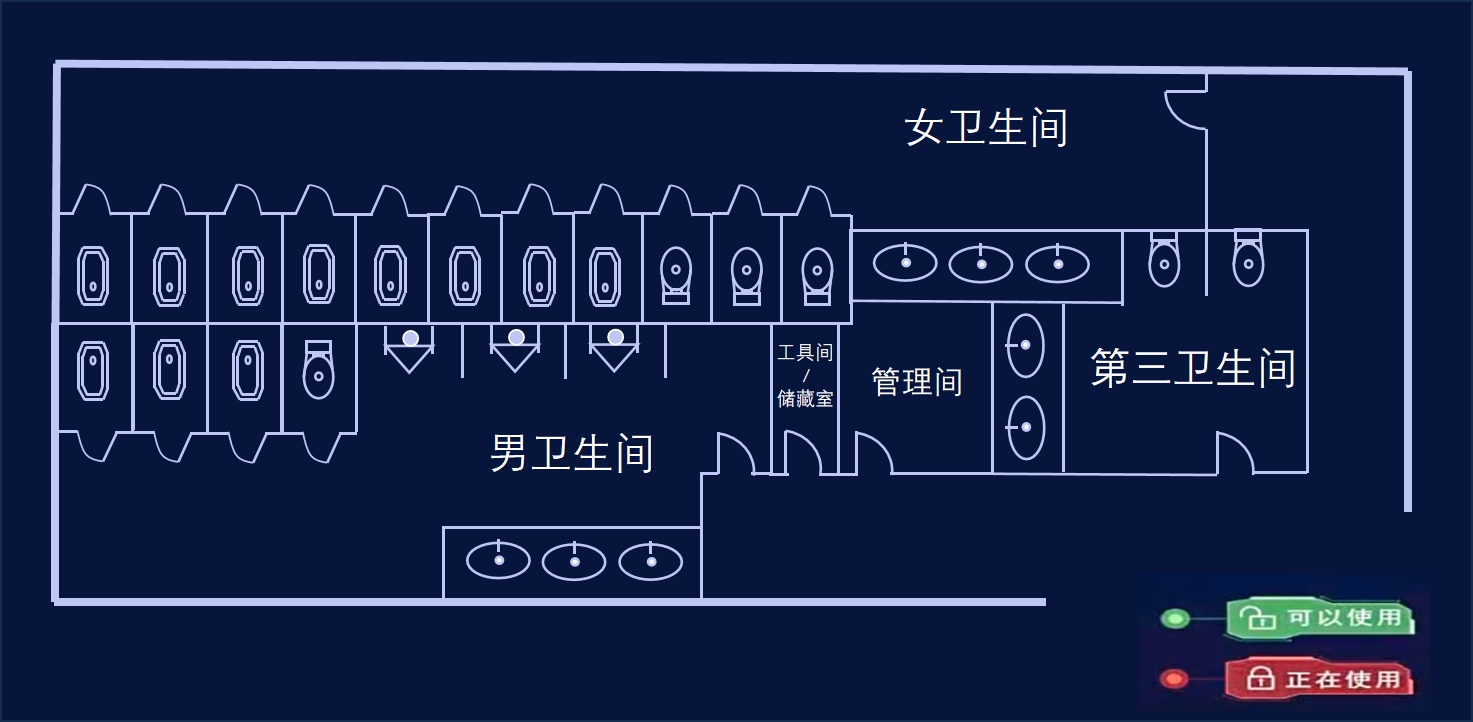 女卫生间
工具间
/
储藏室
管理间
第三卫生间
男卫生间
可以使用
正在使用